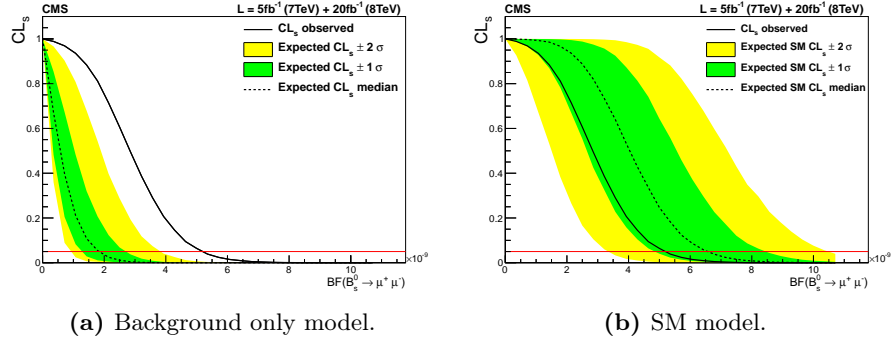 CMS L = 5fb⁻¹ (7TeV) + 20fb⁻¹ (8TeV)
CLₛ
CLₛ observed
Expected CLₛ ± 2 σ
Expected CLₛ ± 1 σ
Expected CLₛ median
1
0.8
0.6
0.4
0.2
0
0 2 4 6 8 10
×10⁻⁹
BF(B⁰ₛ → μ⁺ μ⁻)
(a) Background only model.
CMS L = 5fb⁻¹ (7TeV) + 20fb⁻¹ (8TeV)
CLₛ
CLₛ observed
Expected SM CLₛ ± 2 σ
Expected SM CLₛ ± 1 σ
Expected SM CLₛ median
1
0.8
0.6
0.4
0.2
0
0 2 4 6 8 10
×10⁻⁹
BF(B⁰ₛ → μ⁺ μ⁻)
(b) SM model.